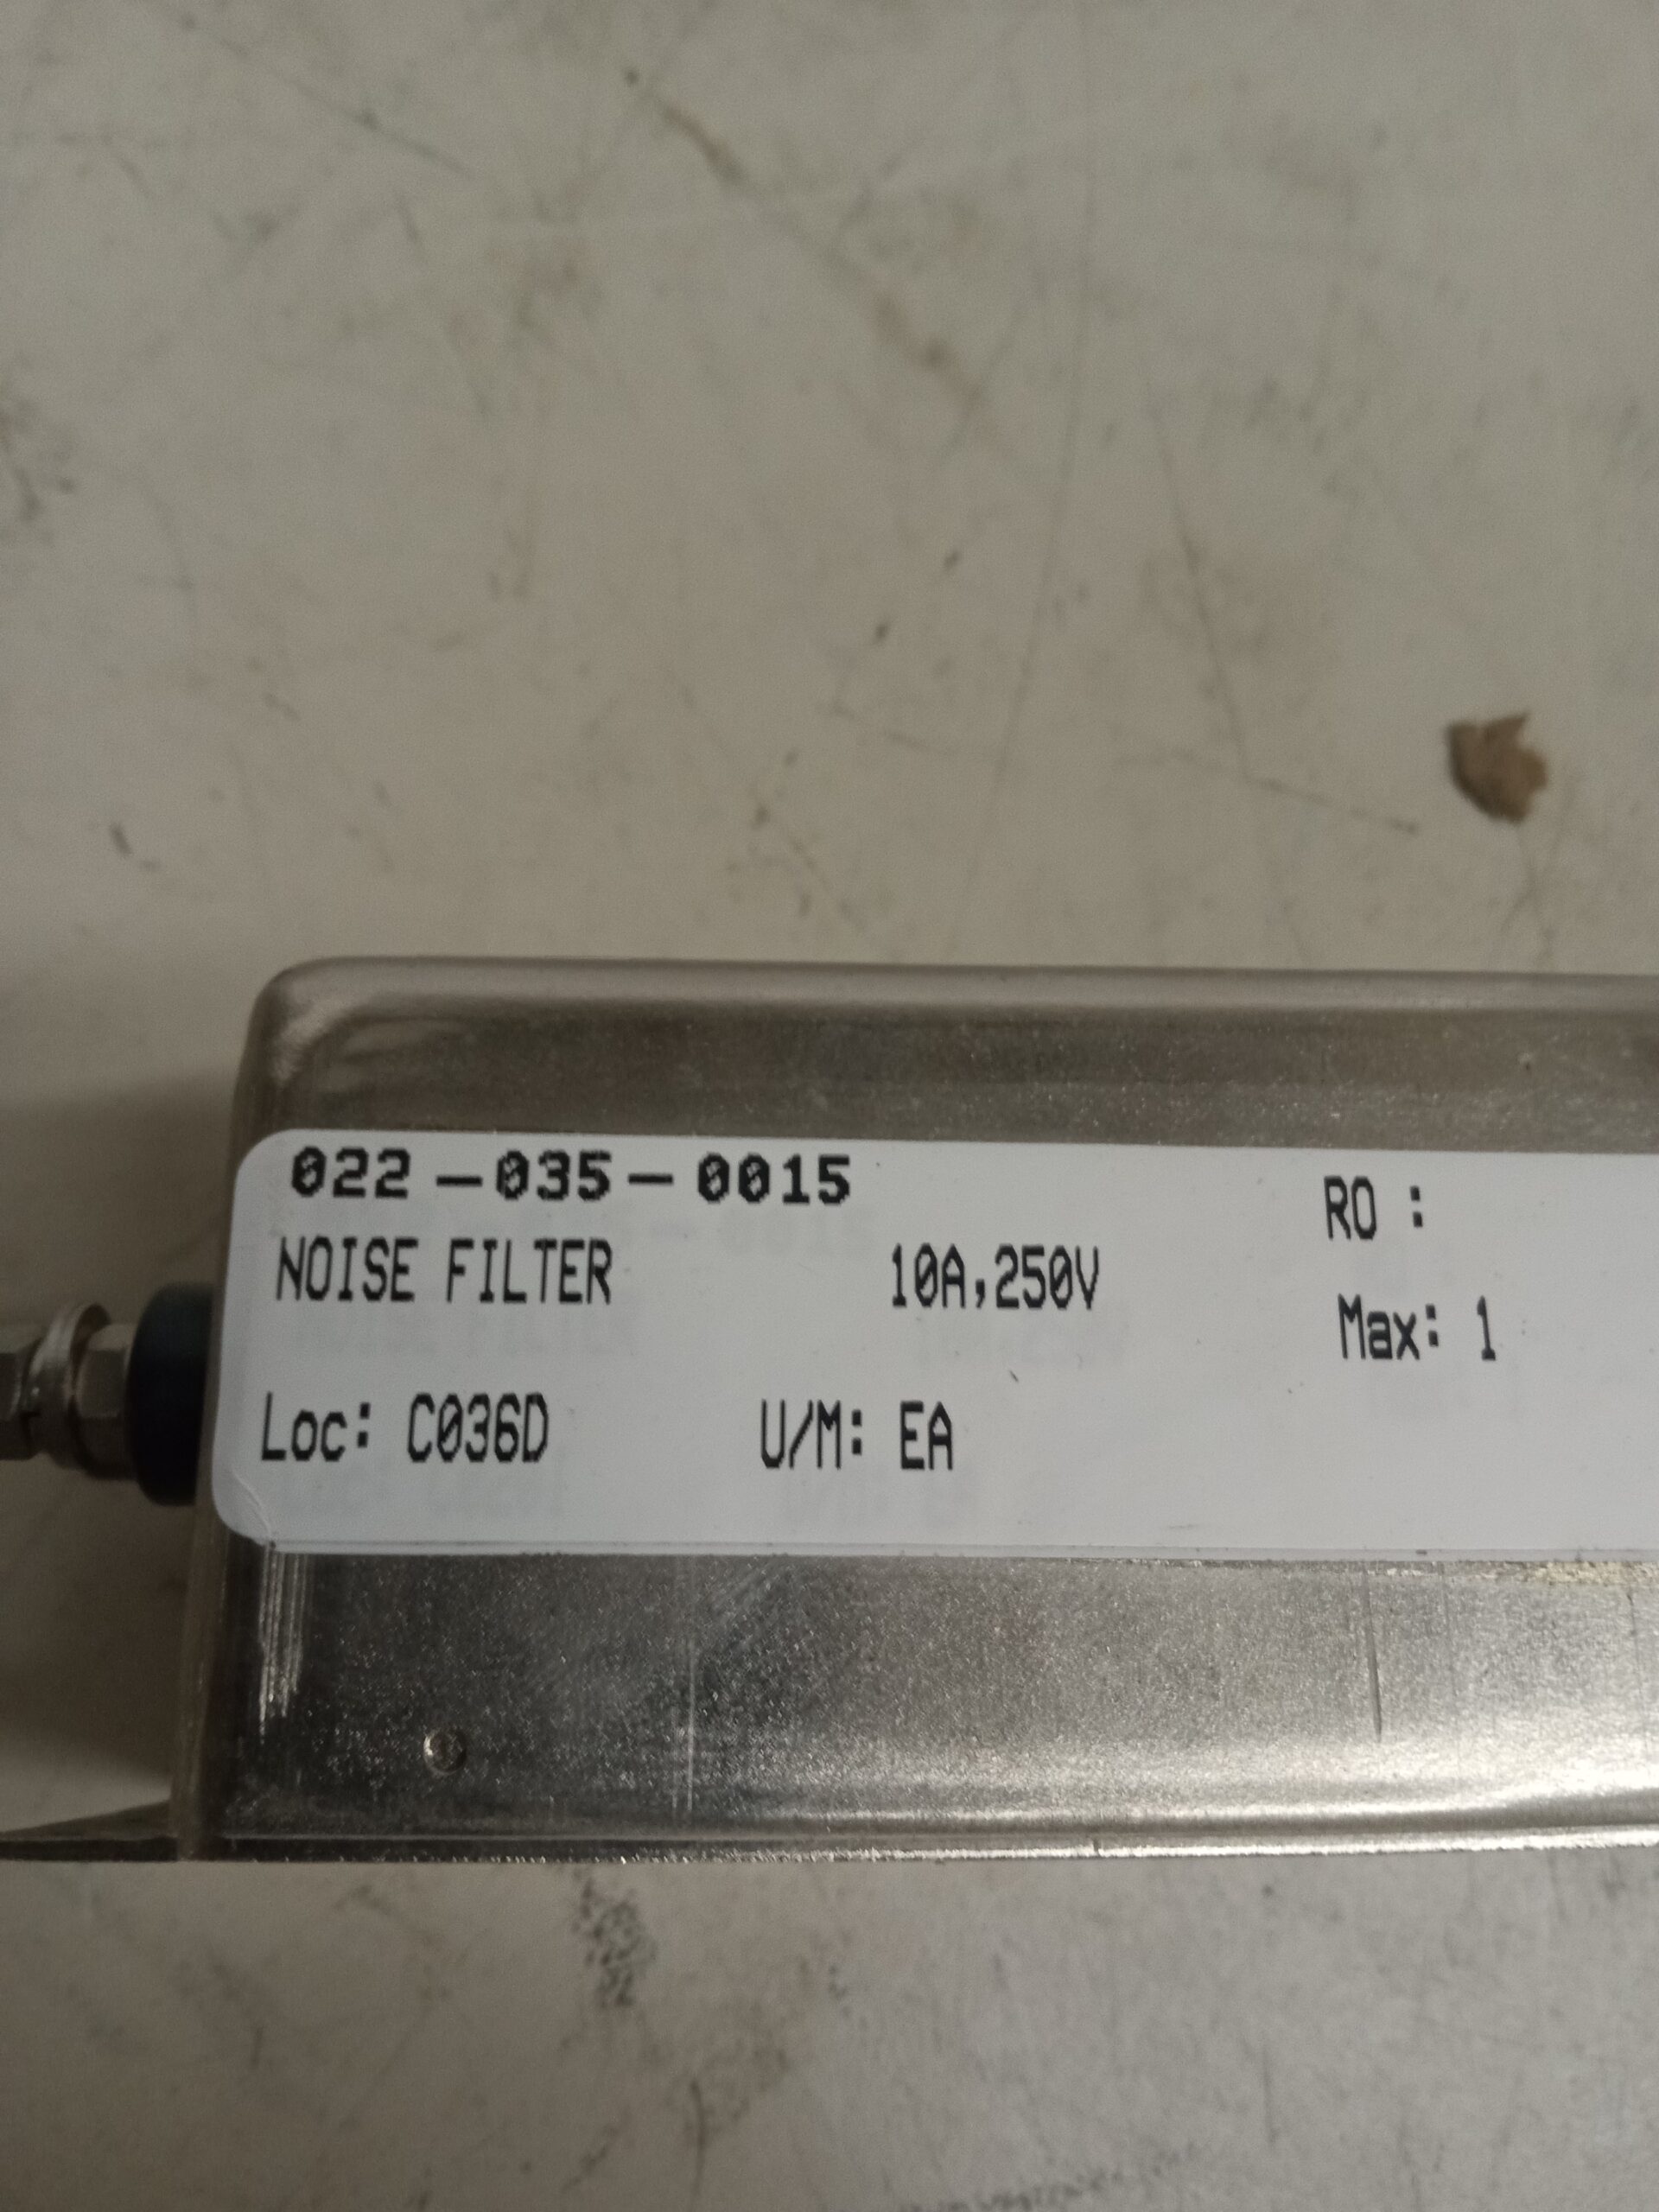 022-035-0015
RO :
NOISE FILTER 10A,250V
Max: 1
Loc: C036D U/M: EA